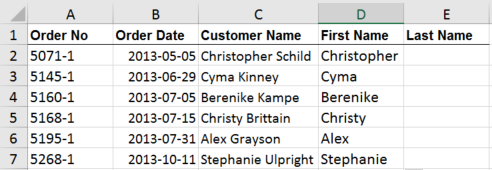 A B C D E
1 Order No Order Date Customer Name First Name Last Name
2 5071-1 2013-05-05 Christopher Schild Christopher
3 5145-1 2013-06-29 Cyma Kinney Cyma
4 5160-1 2013-07-05 Berenike Kampe Berenike
5 5168-1 2013-07-15 Christy Brittain Christy
6 5195-1 2013-07-31 Alex Grayson Alex
7 5268-1 2013-10-11 Stephanie Ulpright Stephanie